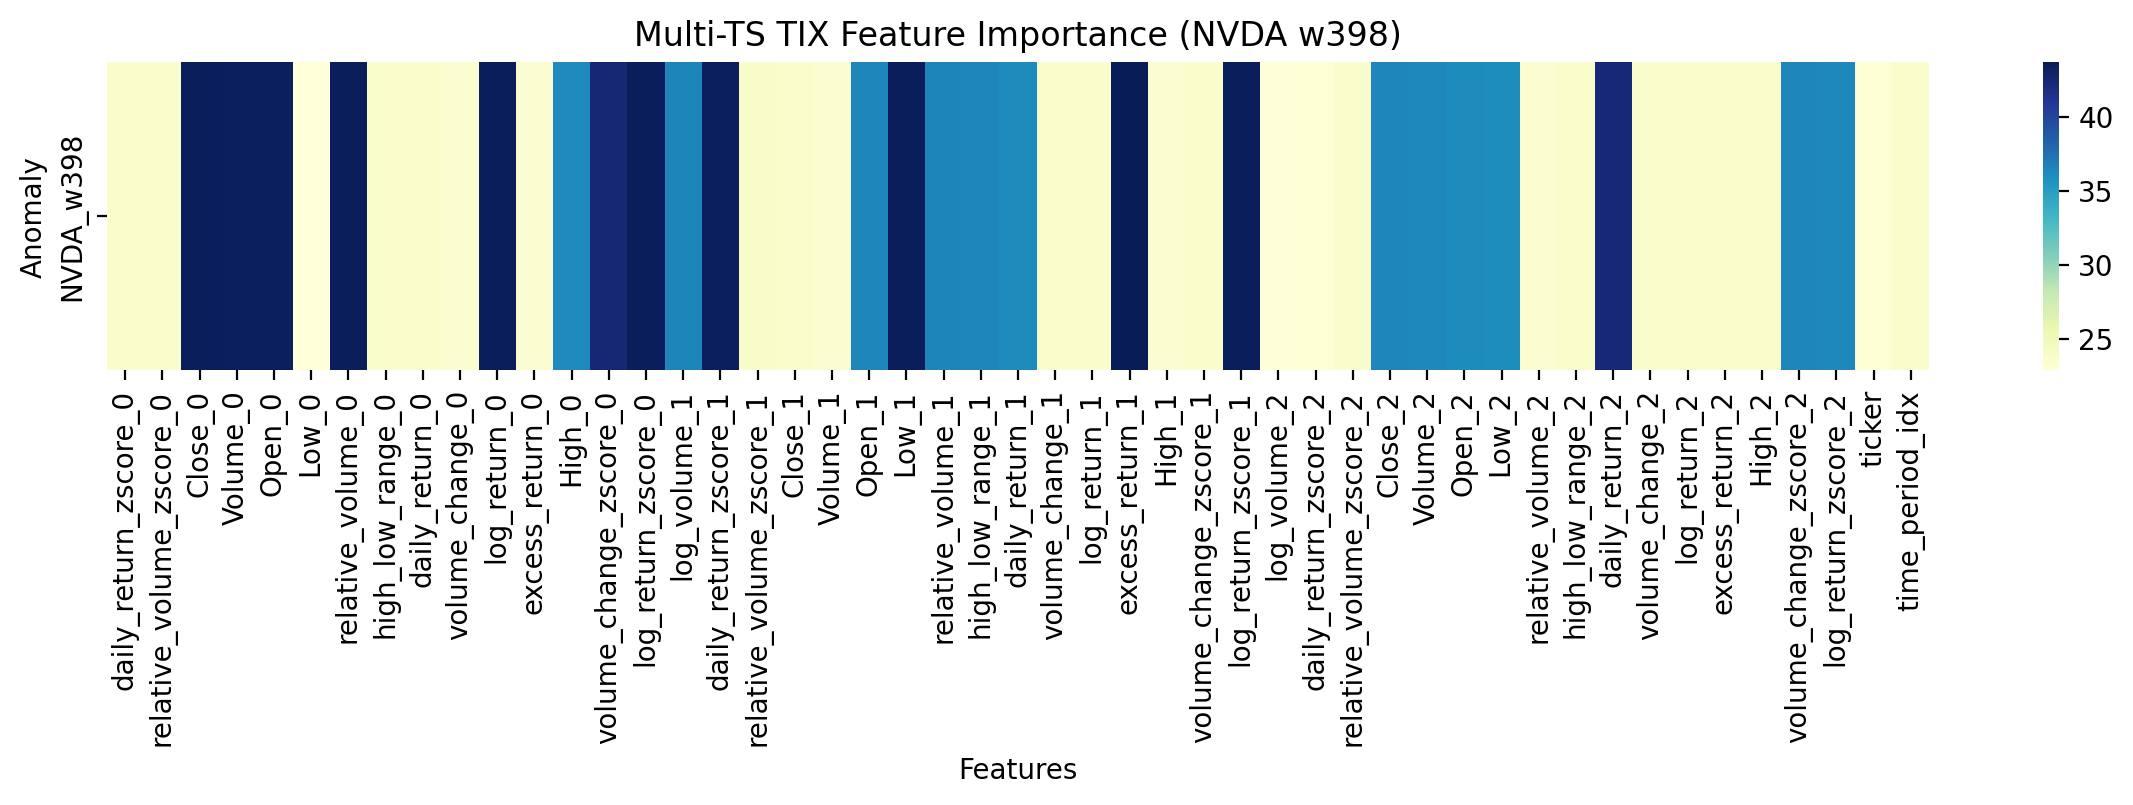 Multi-TS TIX Feature Importance (NVDA w398)
Anomaly
NVDA_w398
40
35
30
25
daily_return_zscore_0
relative_volume_zscore_0
Close_0
Volume_0
Open_0
Low_0
relative_volume_0
high_low_range_0
daily_return_0
volume_change_0
log_return_0
excess_return_0
High_0
volume_change_zscore_0
log_return_zscore_0
log_volume_1
daily_return_zscore_1
relative_volume_zscore_1
Close_1
Volume_1
Open_1
Low_1
relative_volume_1
high_low_range_1
daily_return_1
volume_change_1
log_return_1
excess_return_1
High_1
volume_change_zscore_1
log_return_zscore_1
log_volume_2
daily_return_zscore_2
relative_volume_zscore_2
Close_2
Volume_2
Open_2
Low_2
relative_volume_2
high_low_range_2
daily_return_2
volume_change_2
log_return_2
excess_return_2
High_2
volume_change_zscore_2
log_return_zscore_2
ticker
time_period_idx
Features